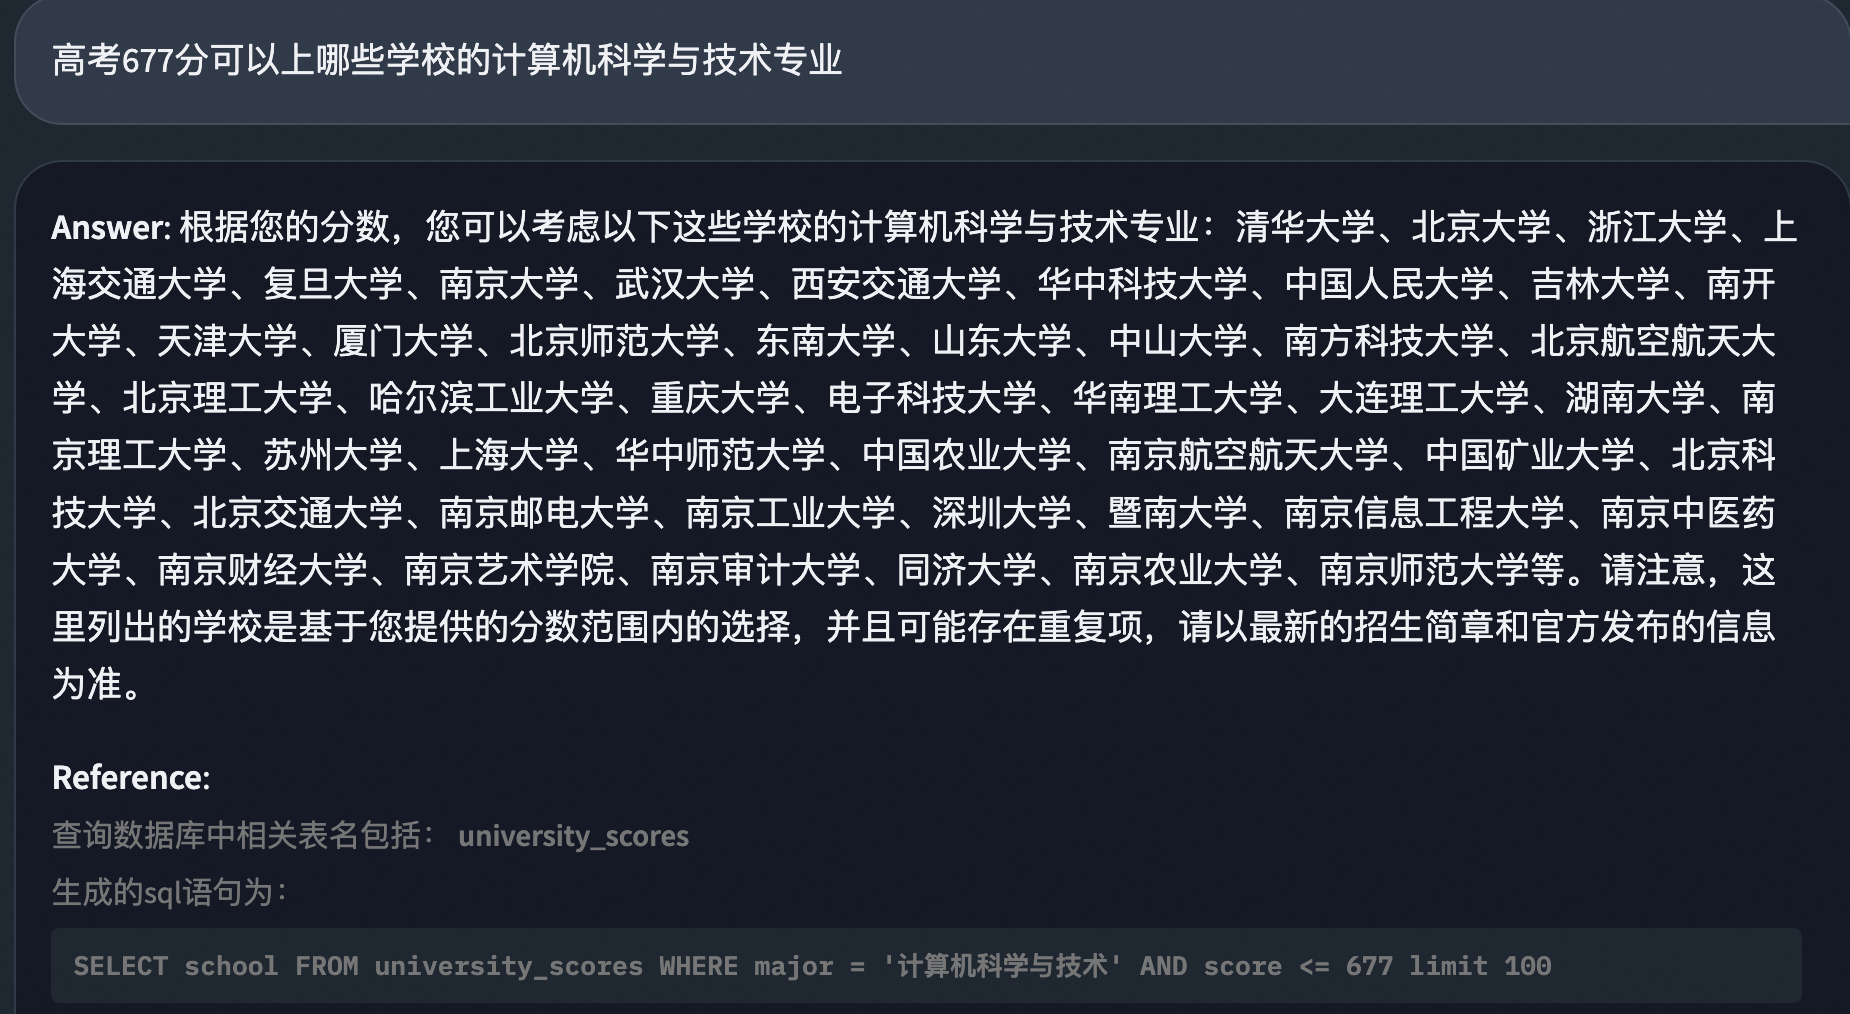 高考677分可以上哪些学校的计算机科学与技术专业
Answer: 根据您的分数，您可以考虑以下这些学校的计算机科学与技术专业：清华大学、北京大学、浙江大学、上
海交通大学、复旦大学、南京大学、武汉大学、西安交通大学、华中科技大学、中国人民大学、吉林大学、南开
大学、天津大学、厦门大学、北京师范大学、东南大学、山东大学、中山大学、南方科技大学、北京航空航天大
学、北京理工大学、哈尔滨工业大学、重庆大学、电子科技大学、华南理工大学、大连理工大学、湖南大学、南
京理工大学、苏州大学、上海大学、华中师范大学、中国农业大学、南京航空航天大学、中国矿业大学、北京科
技大学、北京交通大学、南京邮电大学、南京工业大学、深圳大学、暨南大学、南京信息工程大学、南京中医药
大学、南京财经大学、南京艺术学院、南京审计大学、同济大学、南京农业大学、南京师范大学等。请注意，这
里列出的学校是基于您提供的分数范围内的选择，并且可能存在重复项，请以最新的招生简章和官方发布的信息
为准。
Reference:
查询数据库中相关表名包括： university_scores
生成的sql语句为：
SELECT school FROM university_scores WHERE major = '计算机科学与技术' AND score <= 677 limit 100